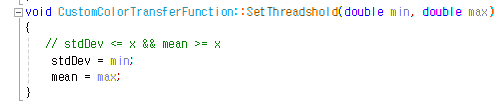 void CustomColorTransferFunction::SetThreadshold(double min, double max)
{
// stdDev <= x && mean >= x
stdDev = min;
mean = max;
}